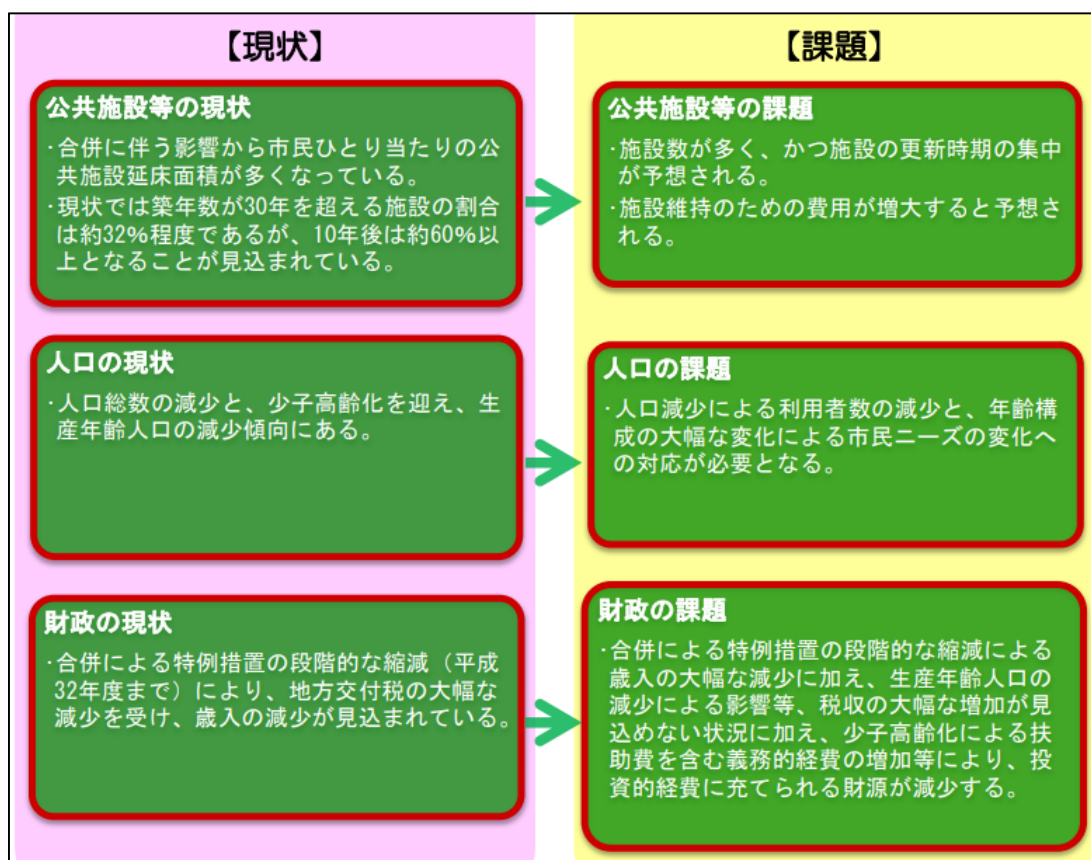 【現状】
公共施設等の現状
・合併に伴う影響から市民ひとり当たりの公
共施設延床面積が多くなっている。
・現状では築年数が30年を超える施設の割合
は約32%程度であるが、10年後は約60%以
上となることが見込まれている。
人口の現状
・人口総数の減少と、少子高齢化を迎え、生
産年齢人口の減少傾向にある。
財政の現状
・合併による特例措置の段階的な縮減（平成
32年度まで）により、地方交付税の大幅な
減少を受け、歳入の減少が見込まれている。
【課題】
公共施設等の課題
・施設数が多く、かつ施設の更新時期の集中
が予想される。
・施設維持のための費用が増大すると予想さ
れる。
人口の課題
・人口減少による利用者数の減少と、年齢構
成の大幅な変化による市民ニーズの変化へ
の対応が必要となる。
財政の課題
・合併による特例措置の段階的な縮減による
歳入の大幅な減少に加え、生産年齢人口の
減少による影響等、税収の大幅な増加が見
込めない状況に加え、少子高齢化による扶
助費を含む義務的経費の増加等により、投
資的経費に充てられる財源が減少する。